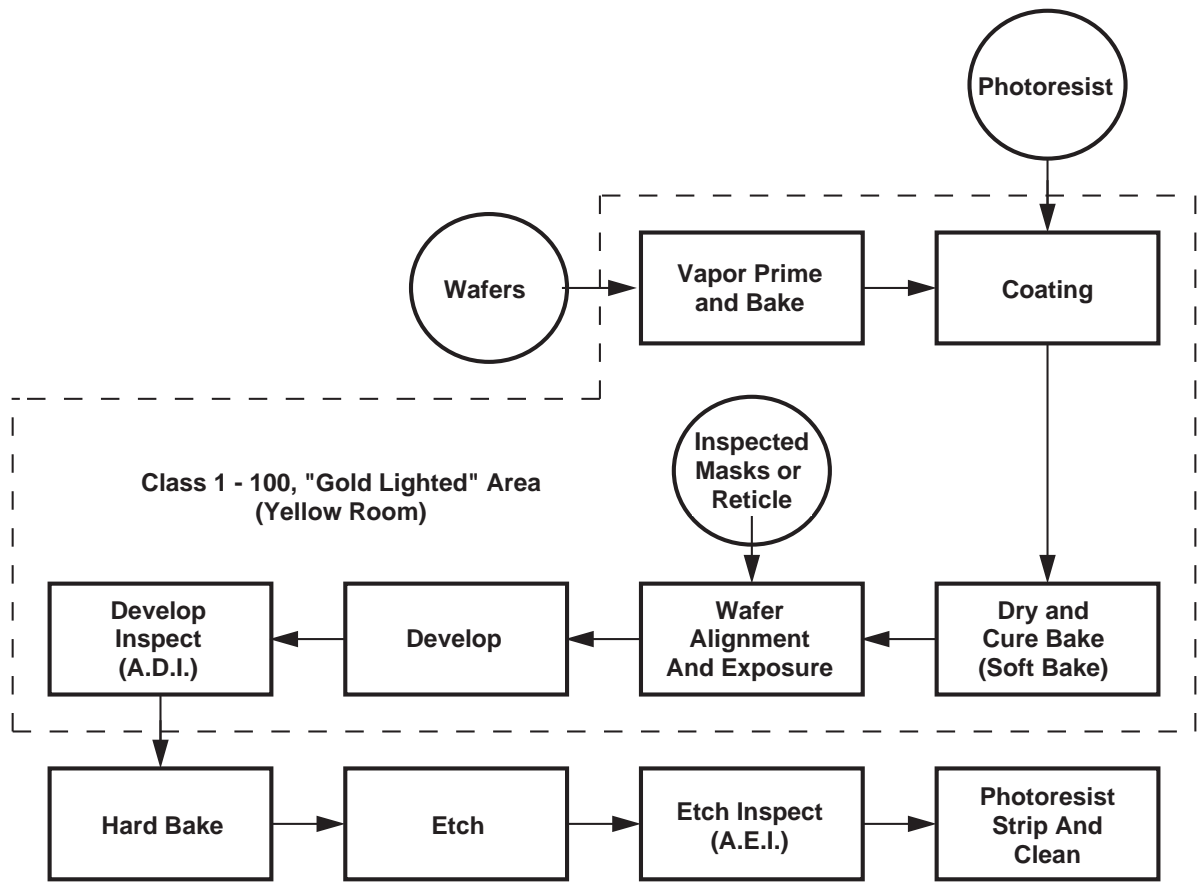 Photoresist
Wafers
Vapor Prime
and Bake
Coating
Inspected
Masks or
Reticle
Class 1 - 100, "Gold Lighted" Area
(Yellow Room)
Develop
Inspect
(A.D.I.)
Develop
Wafer
Alignment
And Exposure
Dry and
Cure Bake
(Soft Bake)
Hard Bake
Etch
Etch Inspect
(A.E.I.)
Photoresist
Strip And
Clean